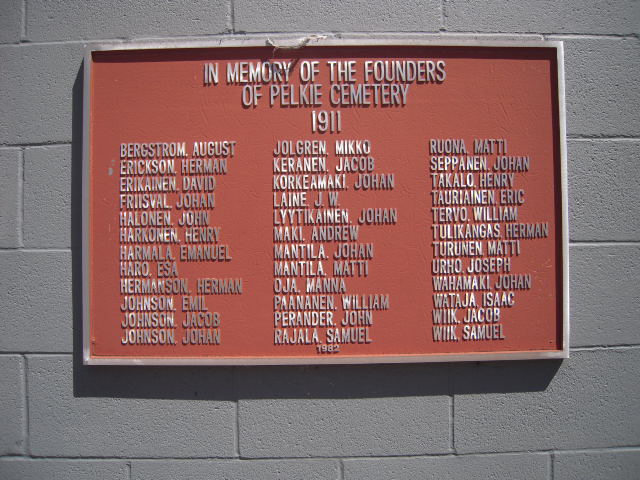 IN MEMORY OF THE FOUNDERS
OF PELKIE CEMETERY
1911
BERGSTROM, AUGUST
ERICKSON, HERMAN
ERIKAINEN, DAVID
FRIISVAL, JOHAN
HALONEN, JOHN
HARKONEN, HENRY
HARMALA, EMANUEL
HARO, ESA
HERMANSON, HERMAN
JOHNSON, EMIL
JOHNSON, JACOB
JOHNSON, JOHAN
JOLGREN, MIKKO
KERANEN, JACOB
KORKEAMAKI, JOHAN
LAINE, J. W.
LYYTIKAINEN, JOHAN
MAKI, ANDREW
MANTILA, JOHAN
MANTILA, MATTI
OJA, MANNA
PAANANEN, WILLIAM
PERANDER, JOHN
RAJALA, SAMUEL
RUONA, MATTI
SEPPANEN, JOHAN
TAKALO, HENRY
TAURIAINEN, ERIC
TERVO, WILLIAM
TULIKANGAS, HERMAN
TURUNEN, MATTI
URHO, JOSEPH
WAHAMAKI, JOHAN
WATAJA, ISAAC
WIIK, JACOB
WIIK, SAMUEL
1982